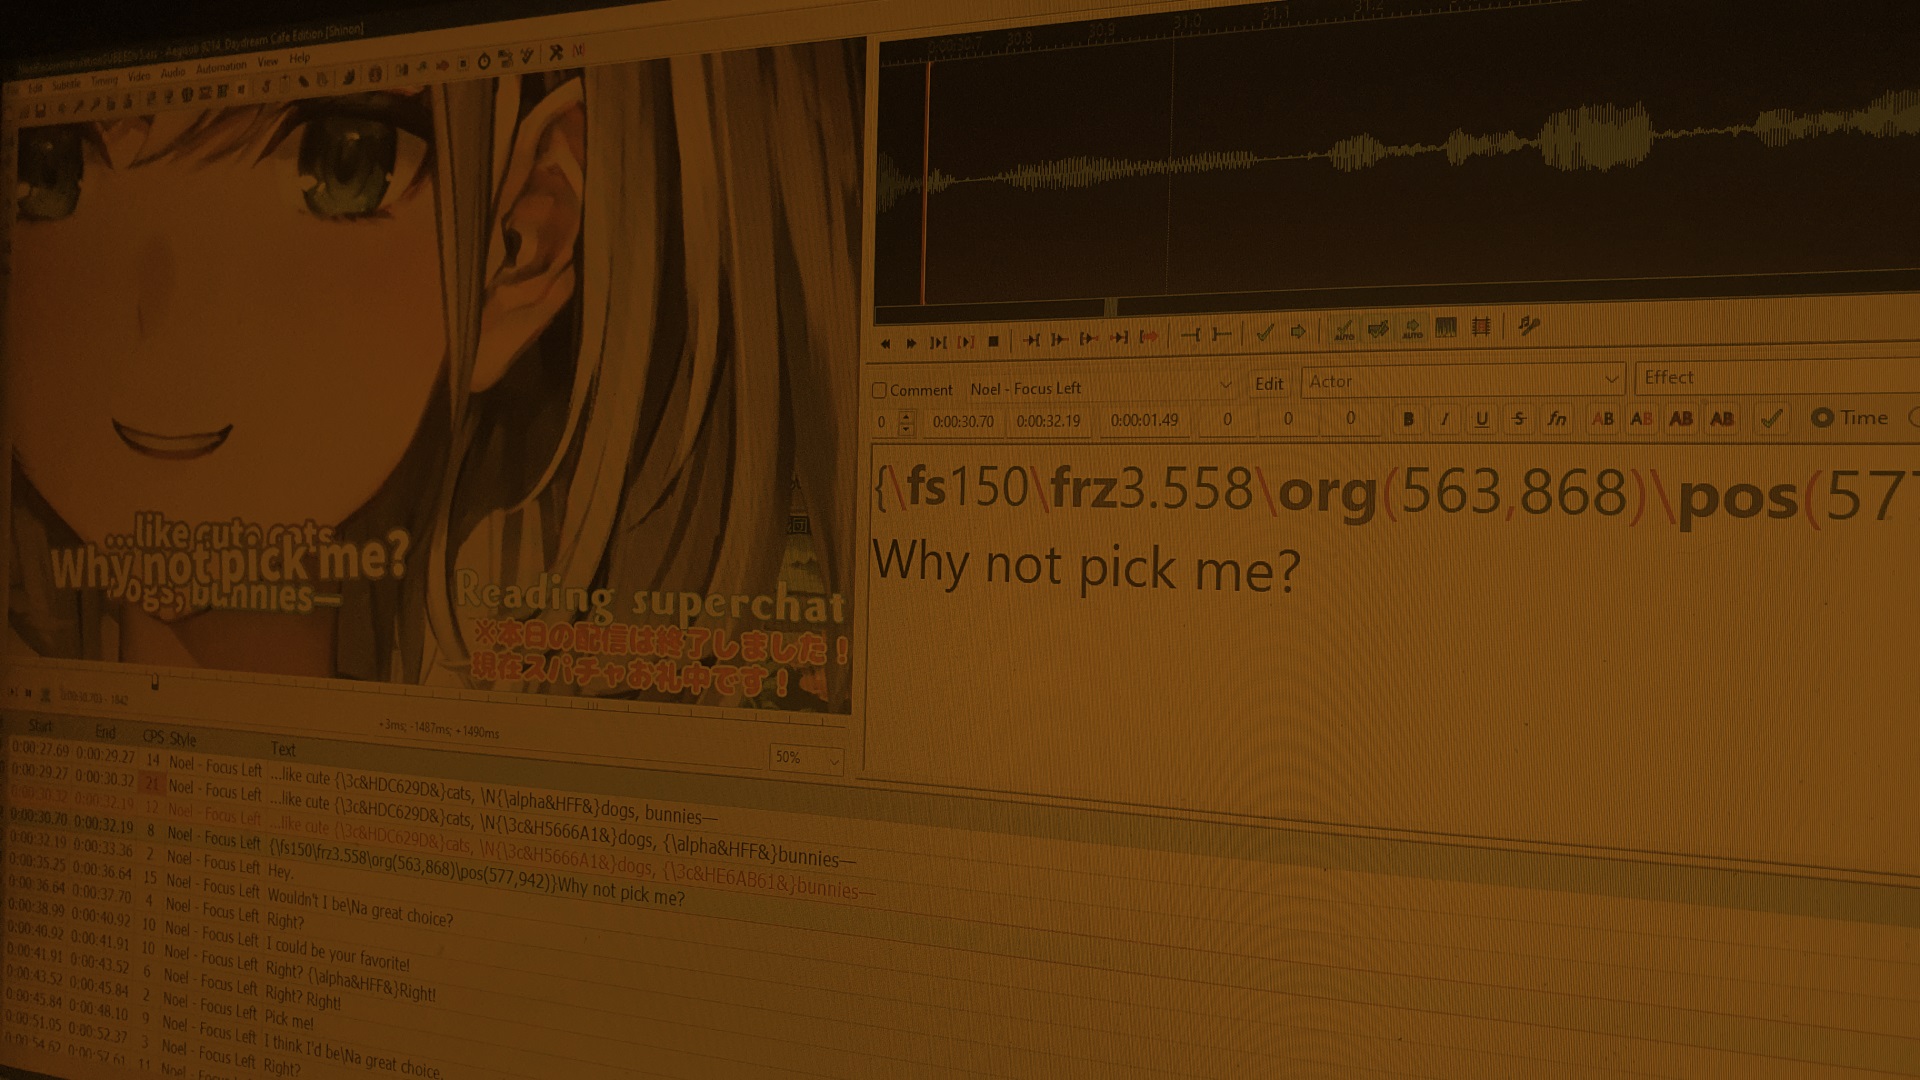 Aegisub 9214, Daydream Cafe Edition [Shinon]
File Edit Subtitle Timing Video Audio Automation View Help
0:00:30.7 30.8 30.9 31.0 31.1 31.2
...like cute cats,
Why not pick me?
dogs, bunnies—
Reading superchat
※本日の配信は終了しました！
現在スパチャお礼中です！
0:00:30.703 - 1842
+3ms; -1487ms; +1490ms
50%
Comment Noel - Focus Left Edit Actor Effect
0 0:00:30.70 0:00:32.19 0:00:01.49 0 0 0 B I U S fn AB AB AB AB Time
{\fs150\frz3.558\org(563,868)\pos(577
Why not pick me?
Start End CPS Style Text
0:00:27.69 0:00:29.27 14 Noel - Focus Left ...like cute {\3c&HDC629D&}cats, \N{\alpha&HFF&}dogs, bunnies—
0:00:29.27 0:00:30.37 21 Noel - Focus Left ...like cute {\3c&HDC629D&}cats, \N{\3c&H5666A1&}dogs, {\alpha&HFF&}bunnies—
0:00:30.32 0:00:32.19 12 Noel - Focus Left ...like cute {\3c&HDC629D&}cats, \N{\3c&H5666A1&}dogs, {\3c&HE6AB61&}bunnies—
0:00:30.70 0:00:32.19 8 Noel - Focus Left {\fs150\frz3.558\org(563,868)\pos(577,942)}Why not pick me?
0:00:32.19 0:00:33.36 2 Noel - Focus Left Hey.
0:00:35.25 0:00:36.64 15 Noel - Focus Left Wouldn't I be\Na great choice?
0:00:36.64 0:00:37.70 4 Noel - Focus Left Right?
0:00:38.99 0:00:40.92 10 Noel - Focus Left I could be your favorite!
0:00:40.92 0:00:41.91 10 Noel - Focus Left Right? {\alpha&HFF&}Right!
0:00:41.91 0:00:43.52 6 Noel - Focus Left Right? Right!
0:00:43.52 0:00:45.84 2 Noel - Focus Left Pick me!
0:00:45.84 0:00:48.10 9 Noel - Focus Left I think I'd be\Na great choice.
0:00:51.05 0:00:52.37 3 Noel - Focus Left Right?
0:00:54.62 0:00:57.61 11 Noel - Focus Left